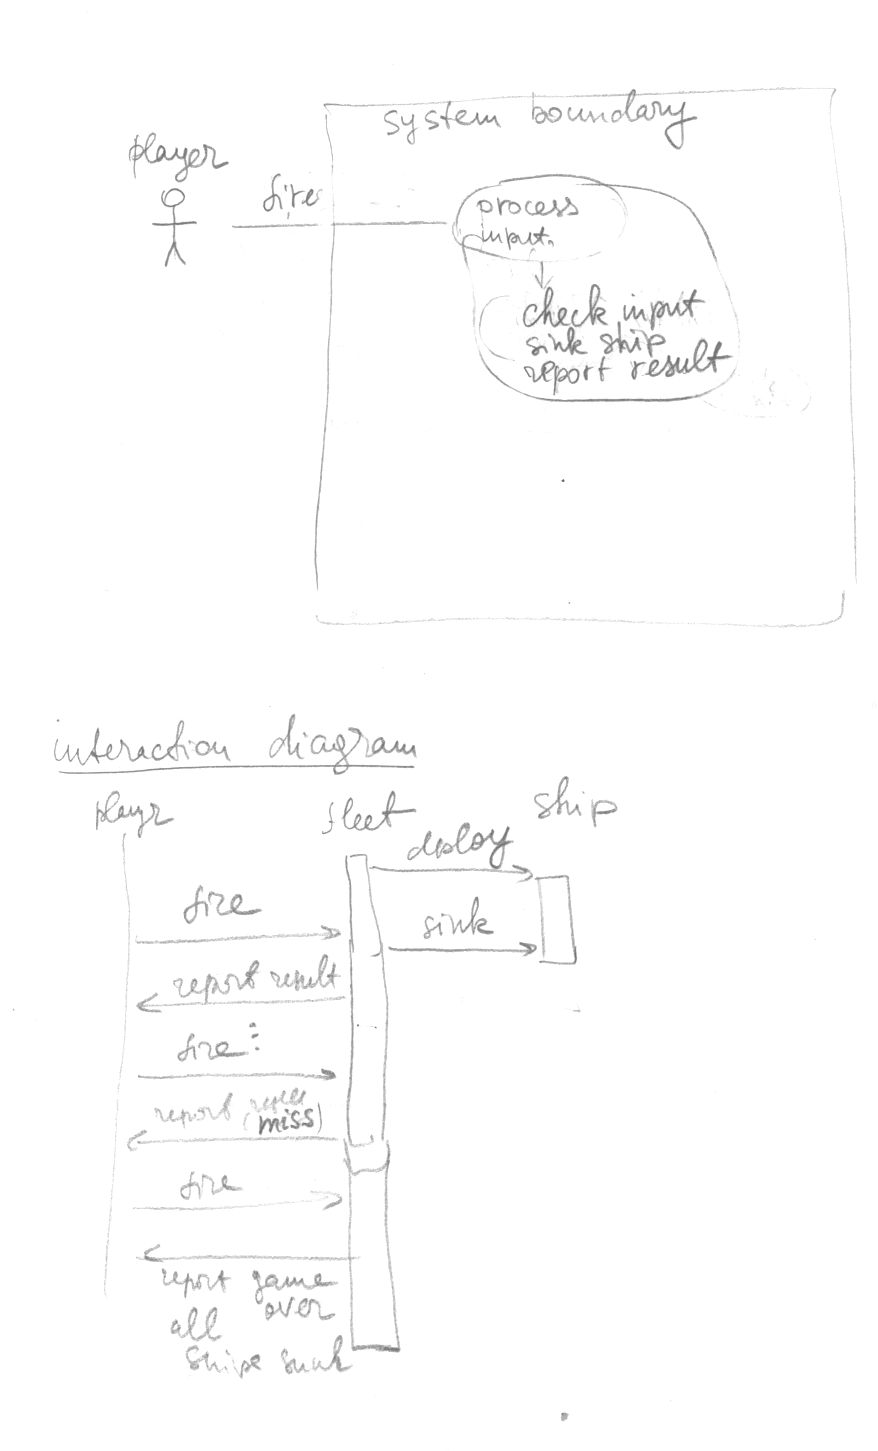 system boundary
player
fire
process
input
check input
sink ship
report result
interaction diagram
playr
fleet
ship
deploy
fire
sink
report result
fire :
report
(miss)
fire
report game
over
all
ships sunk